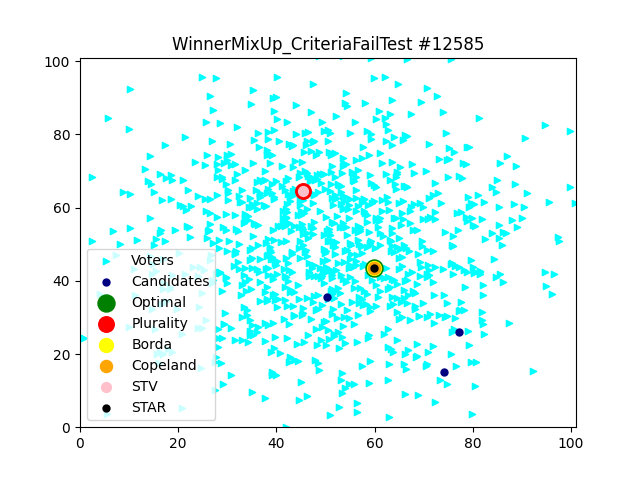 WinnerMixUp_CriteriaFailTest #12585
100
80
60
40
20
0
Voters
Candidates
Optimal
Plurality
Borda
Copeland
STV
STAR
0 20 40 60 80 100